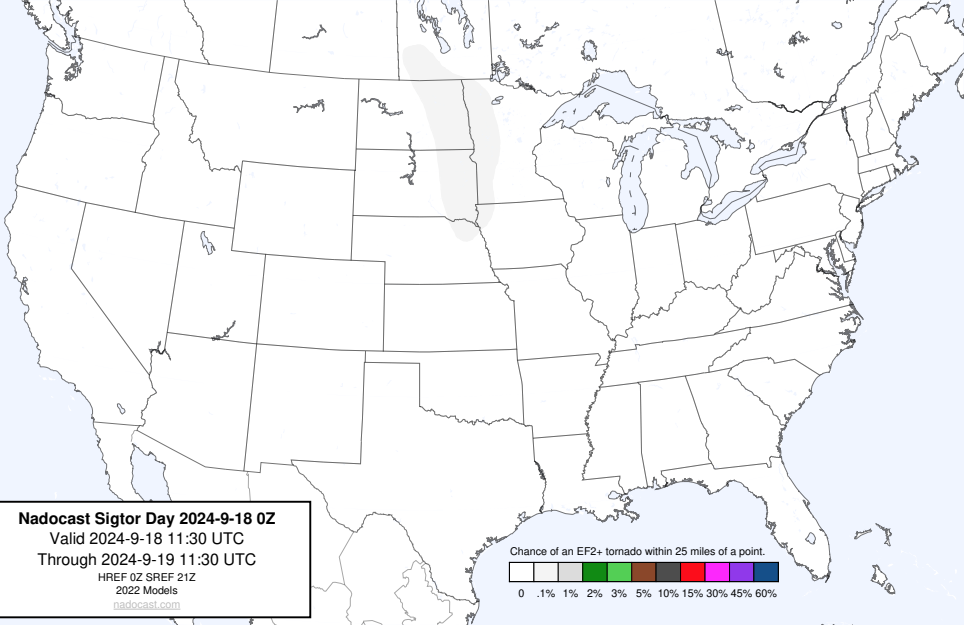 Nadocast Sigtor Day 2024-9-18 0Z
Valid 2024-9-18 11:30 UTC
Through 2024-9-19 11:30 UTC
HREF 0Z SREF 21Z
2022 Models
nadocast.com
Chance of an EF2+ tornado within 25 miles of a point.
0 .1% 1% 2% 3% 5% 10% 15% 30% 45% 60%